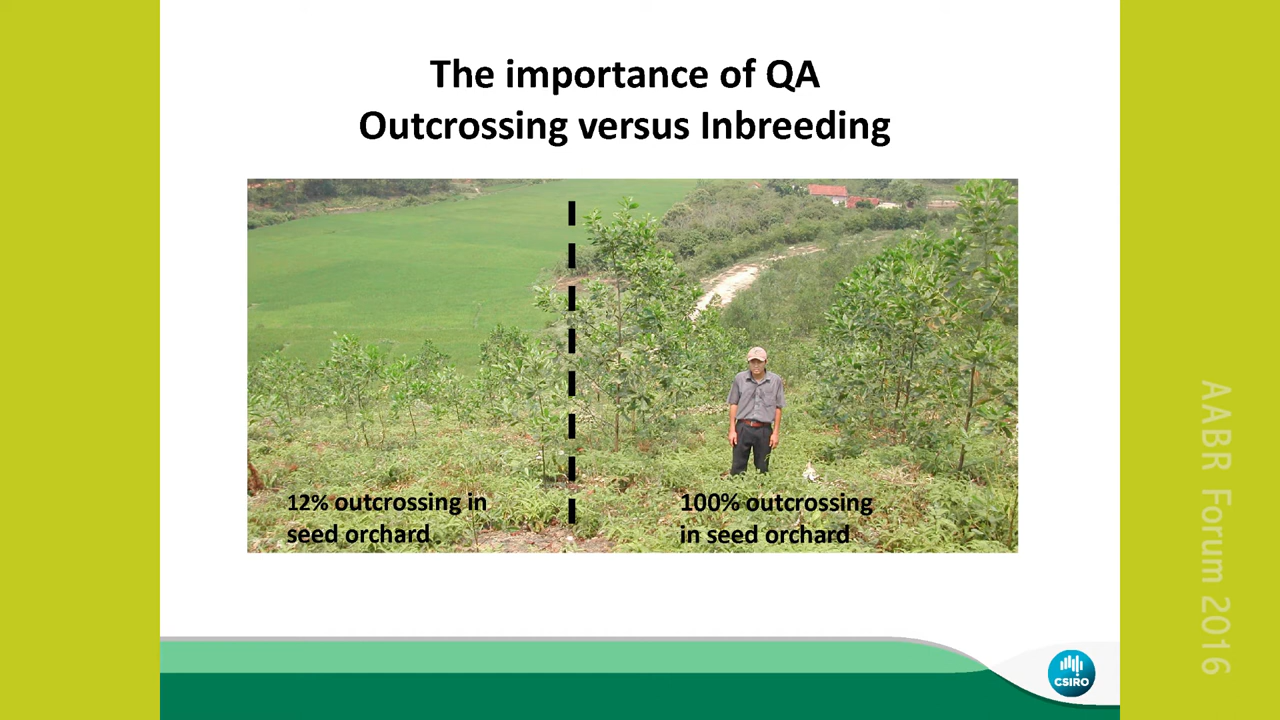 The importance of QA
Outcrossing versus Inbreeding
12% outcrossing in
seed orchard
100% outcrossing
in seed orchard
CSIRO
AABR Forum 2016